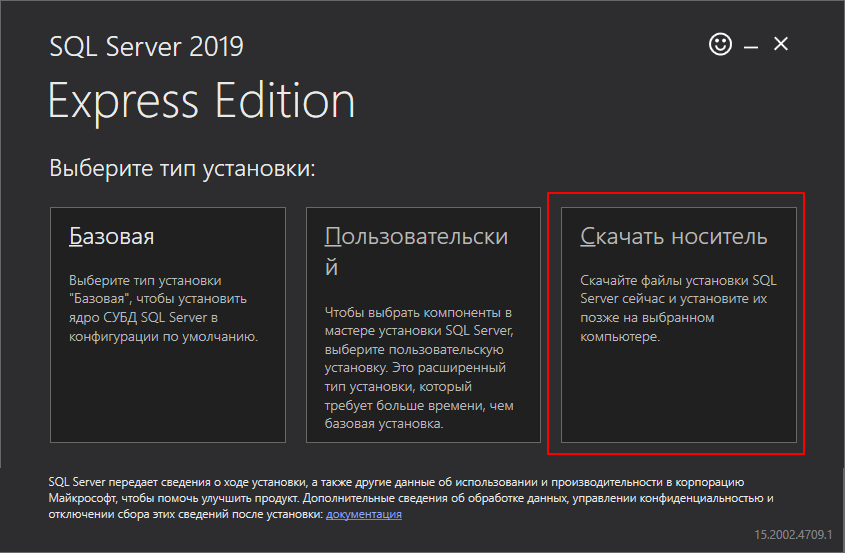 SQL Server 2019
Express Edition
Выберите тип установки:
Базовая
Выберите тип установки
"Базовая", чтобы установить
ядро СУБД SQL Server в
конфигурации по умолчанию.
Пользовательски
й
Чтобы выбрать компоненты в
мастере установки SQL Server,
выберите пользовательскую
установку. Это расширенный
тип установки, который
требует больше времени, чем
базовая установка.
Скачать носитель
Скачайте файлы установки SQL
Server сейчас и установите их
позже на выбранном
компьютере.
SQL Server передает сведения о ходе установки, а также другие данные об использовании и производительности в корпорацию
Майкрософт, чтобы помочь улучшить продукт. Дополнительные сведения об обработке данных, управлении конфиденциальностью и
отключении сбора этих сведений после установки: документация
15.2002.4709.1